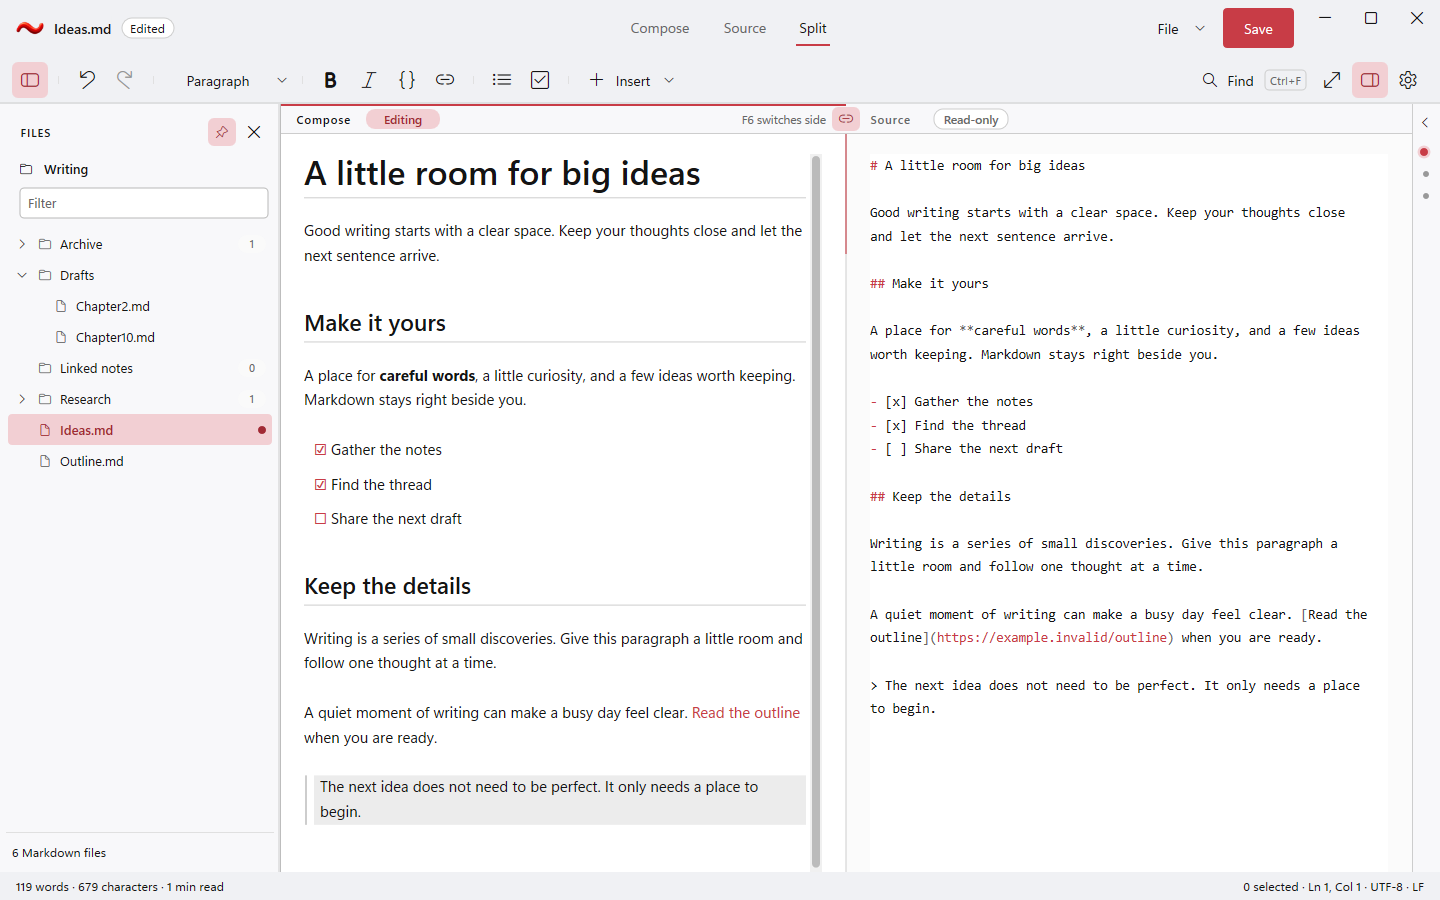 Ideas.md Edited Compose Source Split File Save
Paragraph B I {} Insert Find Ctrl+F
FILES
Writing
Filter
Archive 1
Drafts
Chapter2.md
Chapter10.md
Linked notes 0
Research 1
Ideas.md
Outline.md
6 Markdown files
Compose Editing F6 switches side
A little room for big ideas
Good writing starts with a clear space. Keep your thoughts close and let the
next sentence arrive.
Make it yours
A place for careful words, a little curiosity, and a few ideas worth keeping.
Markdown stays right beside you.
Gather the notes
Find the thread
Share the next draft
Keep the details
Writing is a series of small discoveries. Give this paragraph a little room and
follow one thought at a time.
A quiet moment of writing can make a busy day feel clear. Read the outline
when you are ready.
The next idea does not need to be perfect. It only needs a place to
begin.
Source Read-only
# A little room for big ideas
Good writing starts with a clear space. Keep your thoughts close
and let the next sentence arrive.
## Make it yours
A place for **careful words**, a little curiosity, and a few ideas
worth keeping. Markdown stays right beside you.
- [x] Gather the notes
- [x] Find the thread
- [ ] Share the next draft
## Keep the details
Writing is a series of small discoveries. Give this paragraph a
little room and follow one thought at a time.
A quiet moment of writing can make a busy day feel clear. [Read the
outline](https://example.invalid/outline) when you are ready.
> The next idea does not need to be perfect. It only needs a place
to begin.
119 words · 679 characters · 1 min read
0 selected · Ln 1, Col 1 · UTF-8 · LF